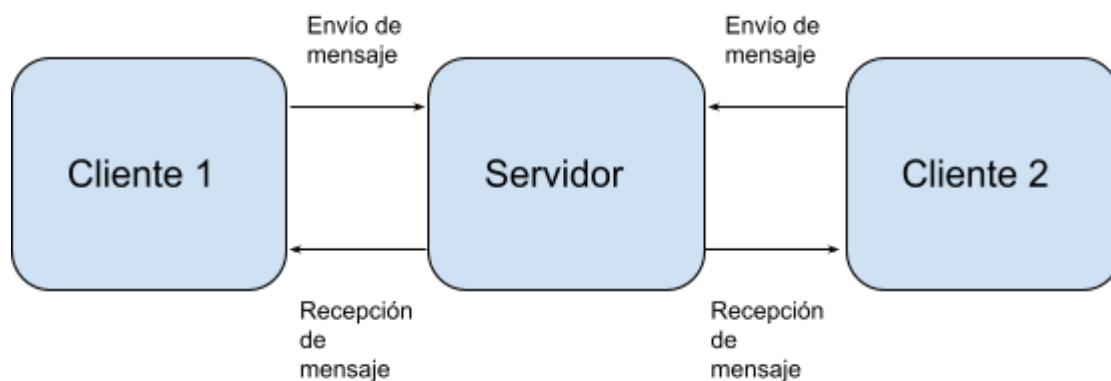 Envío de
mensaje
Envío de
mensaje
Cliente 1
Servidor
Cliente 2
Recepción
de
mensaje
Recepción
de
mensaje